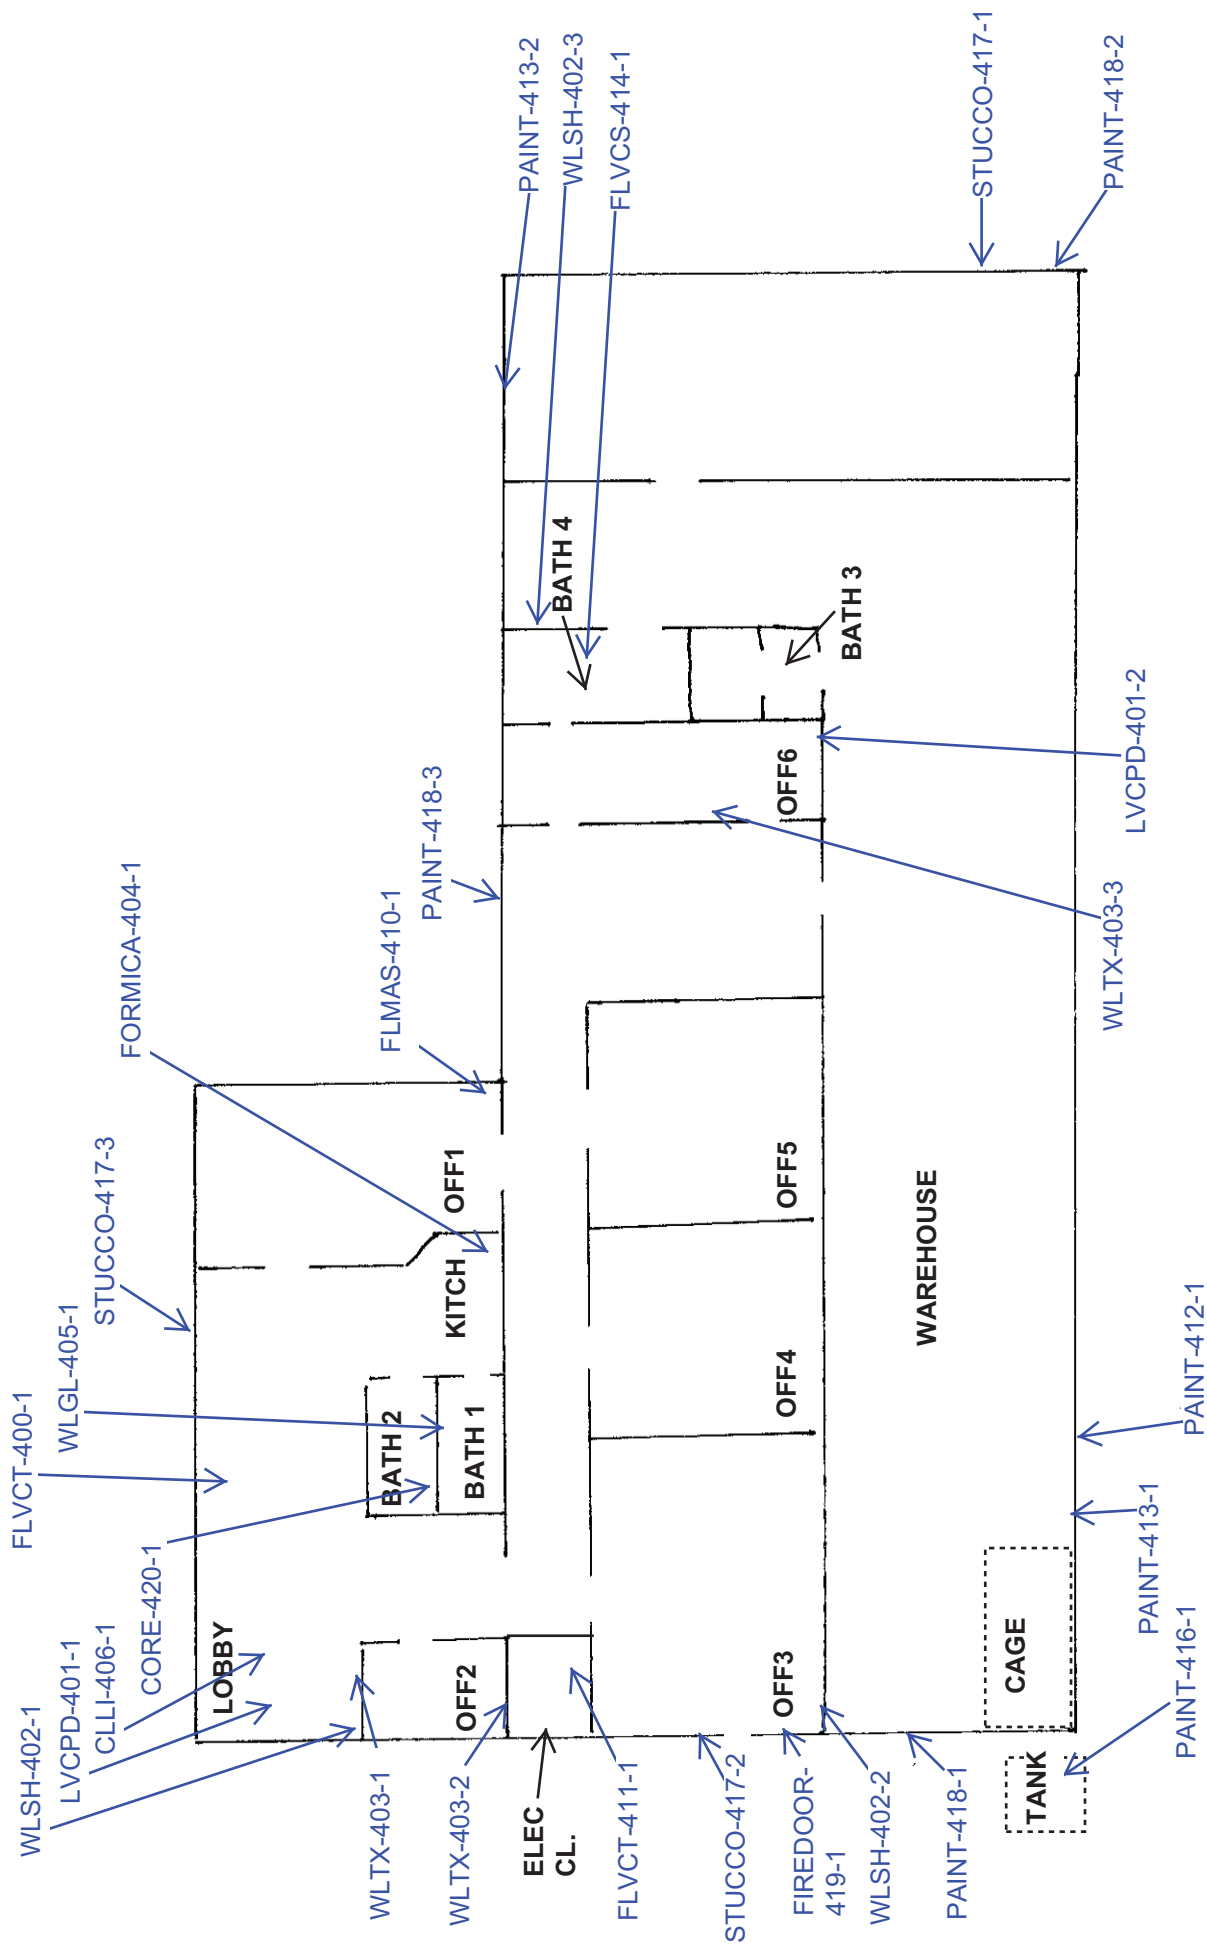 WLSH-402-1
LVCPD-401-1
CLLI-406-1
CORE-420-1
FLVCT-400-1
WLGL-405-1
STUCCO-417-3
FORMICA-404-1
FLMAS-410-1
PAINT-418-3
PAINT-413-2
WLSH-402-3
FLVCS-414-1
STUCCO-417-1
PAINT-418-2
LOBBY
BATH 2
BATH 1
KITCH
OFF1
OFF2
BATH 4
BATH 3
OFF6
OFF3
OFF4
OFF5
WAREHOUSE
CAGE
TANK
WLTX-403-1
WLTX-403-2
ELEC
CL.
FLVCT-411-1
STUCCO-417-2
FIREDOOR-
419-1
WLSH-402-2
PAINT-418-1
PAINT-416-1
PAINT-413-1
PAINT-412-1
WLTX-403-3
LVCPD-401-2